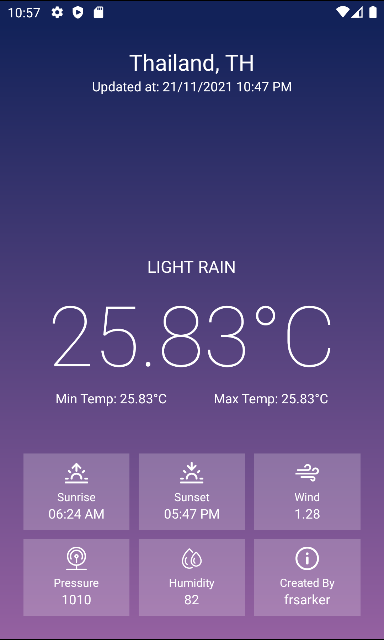 10:57
Thailand, TH
Updated at: 21/11/2021 10:47 PM
LIGHT RAIN
25.83°C
Min Temp: 25.83°C Max Temp: 25.83°C
Sunrise Sunset Wind
06:24 AM 05:47 PM 1.28
Pressure Humidity Created By
1010 82 frsarker